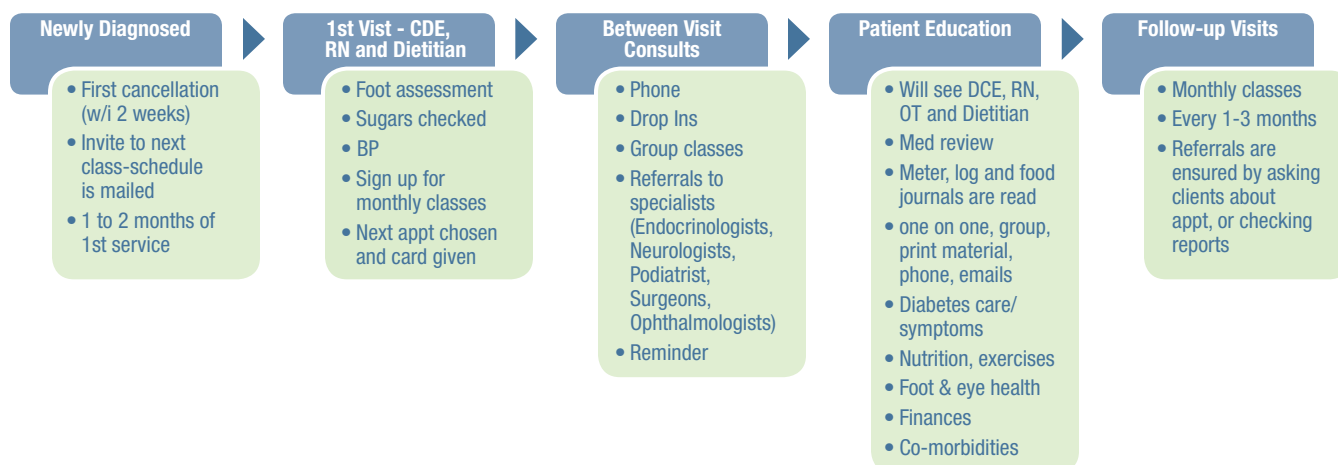 Newly Diagnosed
• First cancellation
(w/i 2 weeks)
• Invite to next
class-schedule
is mailed
• 1 to 2 months of
1st service
1st Vist - CDE,
RN and Dietitian
• Foot assessment
• Sugars checked
• BP
• Sign up for
monthly classes
• Next appt chosen
and card given
Between Visit
Consults
• Phone
• Drop Ins
• Group classes
• Referrals to
specialists
(Endocrinologists,
Neurologists,
Podiatrist,
Surgeons,
Ophthalmologists)
• Reminder
Patient Education
• Will see DCE, RN,
OT and Dietitian
• Med review
• Meter, log and food
journals are read
• one on one, group,
print material,
phone, emails
• Diabetes care/
symptoms
• Nutrition, exercises
• Foot & eye health
• Finances
• Co-morbidities
Follow-up Visits
• Monthly classes
• Every 1-3 months
• Referrals are
ensured by asking
clients about
appt, or checking
reports